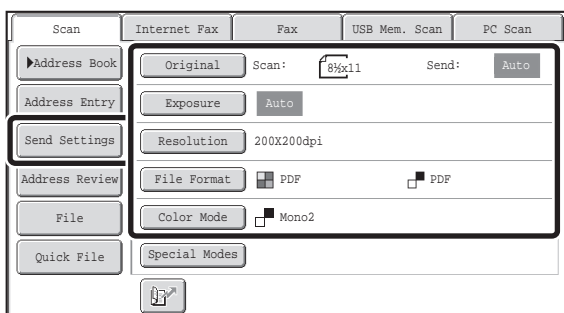 Scan Internet Fax Fax USB Mem. Scan PC Scan
Address Book Original Scan: 8½x11 Send: Auto
Address Entry Exposure Auto
Send Settings Resolution 200X200dpi
Address Review File Format PDF PDF
File Color Mode Mono2
Quick File Special Modes